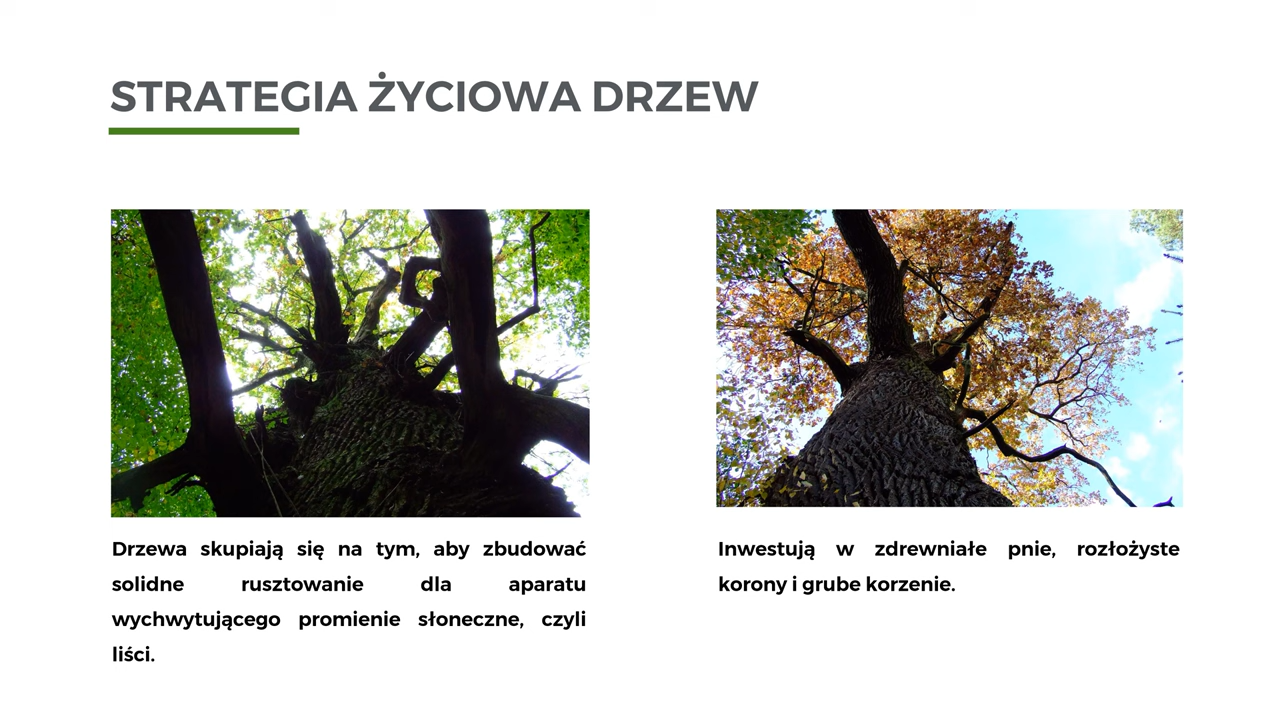 STRATEGIA ŻYCIOWA DRZEW
Drzewa skupiają się na tym, aby zbudować
solidne rusztowanie dla aparatu
wychwytującego promienie słoneczne, czyli
liści.
Inwestują w zdrewniałe pnie, rozłożyste
korony i grube korzenie.